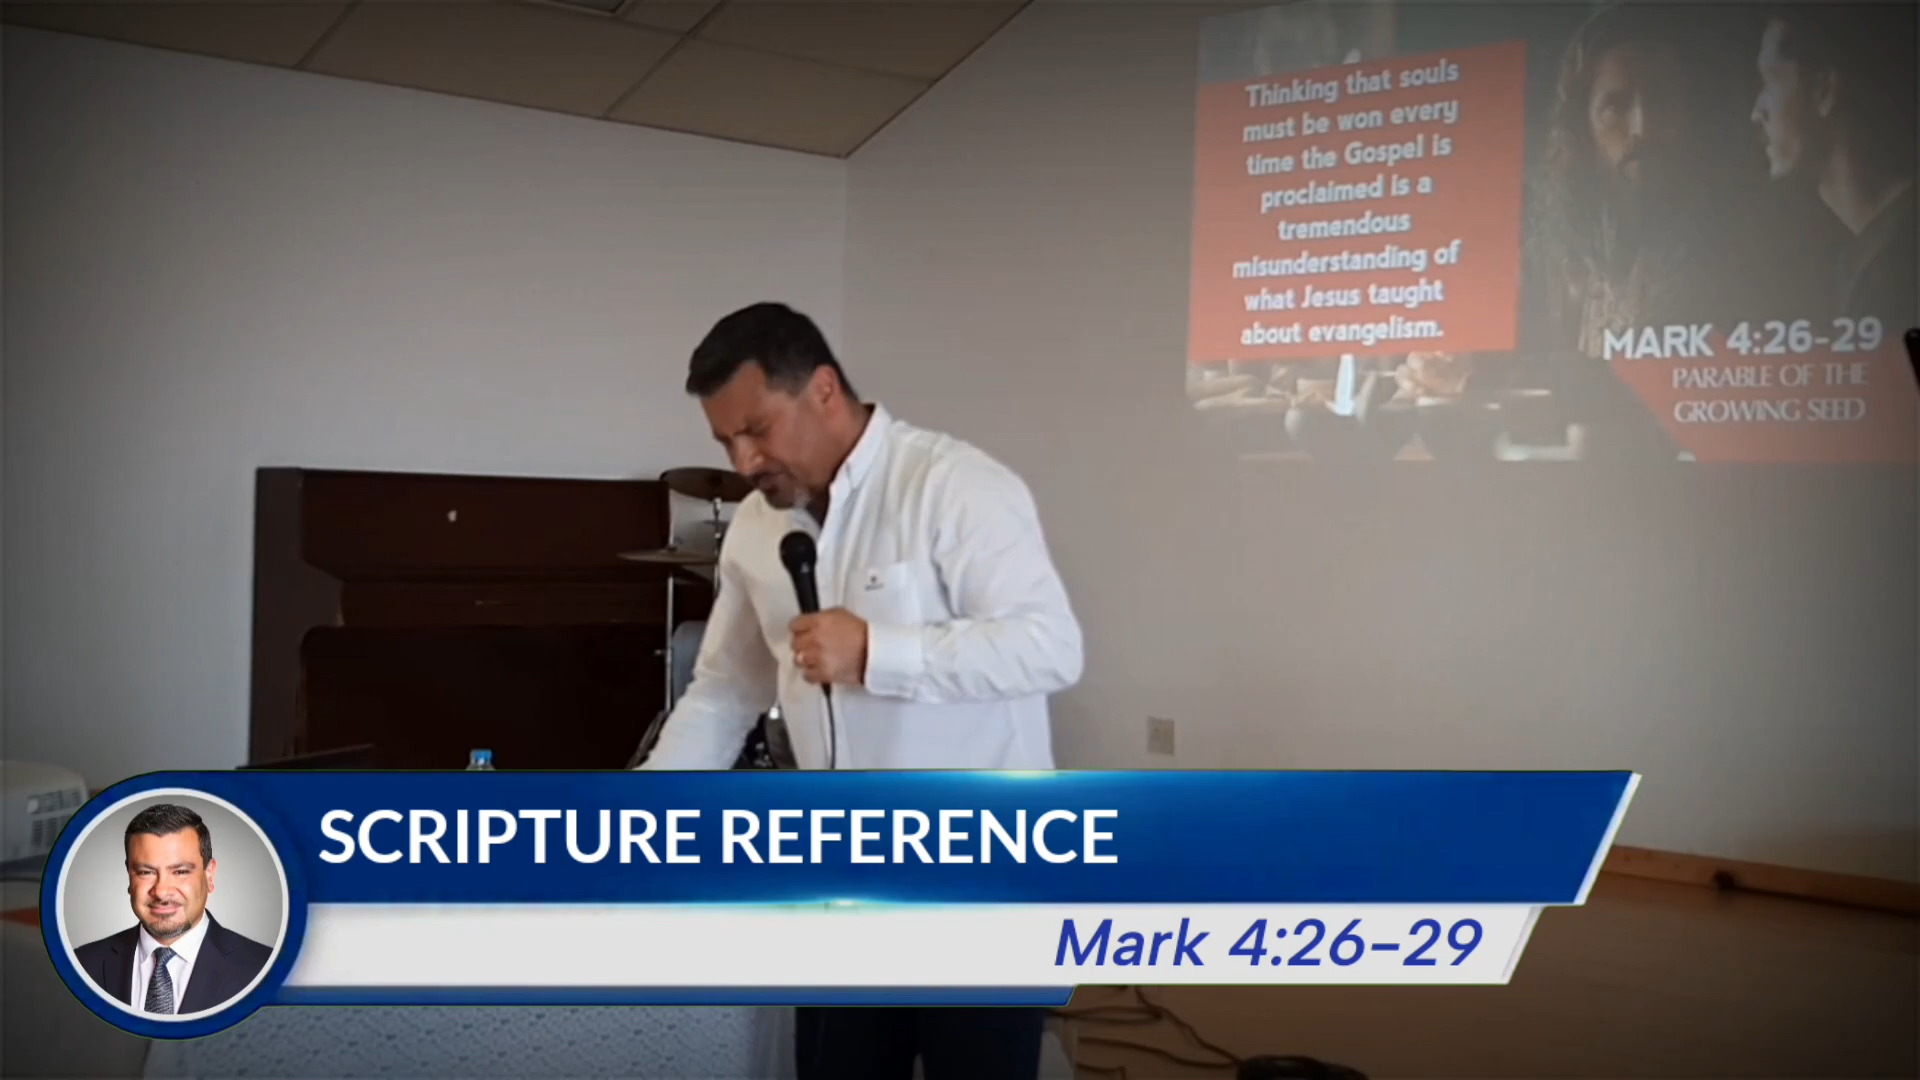 Thinking that souls
must be won every
time the Gospel is
proclaimed is a
tremendous
misunderstanding of
what Jesus taught
about evangelism.
MARK 4:26-29
PARABLE OF THE
GROWING SEED
SCRIPTURE REFERENCE
Mark 4:26-29